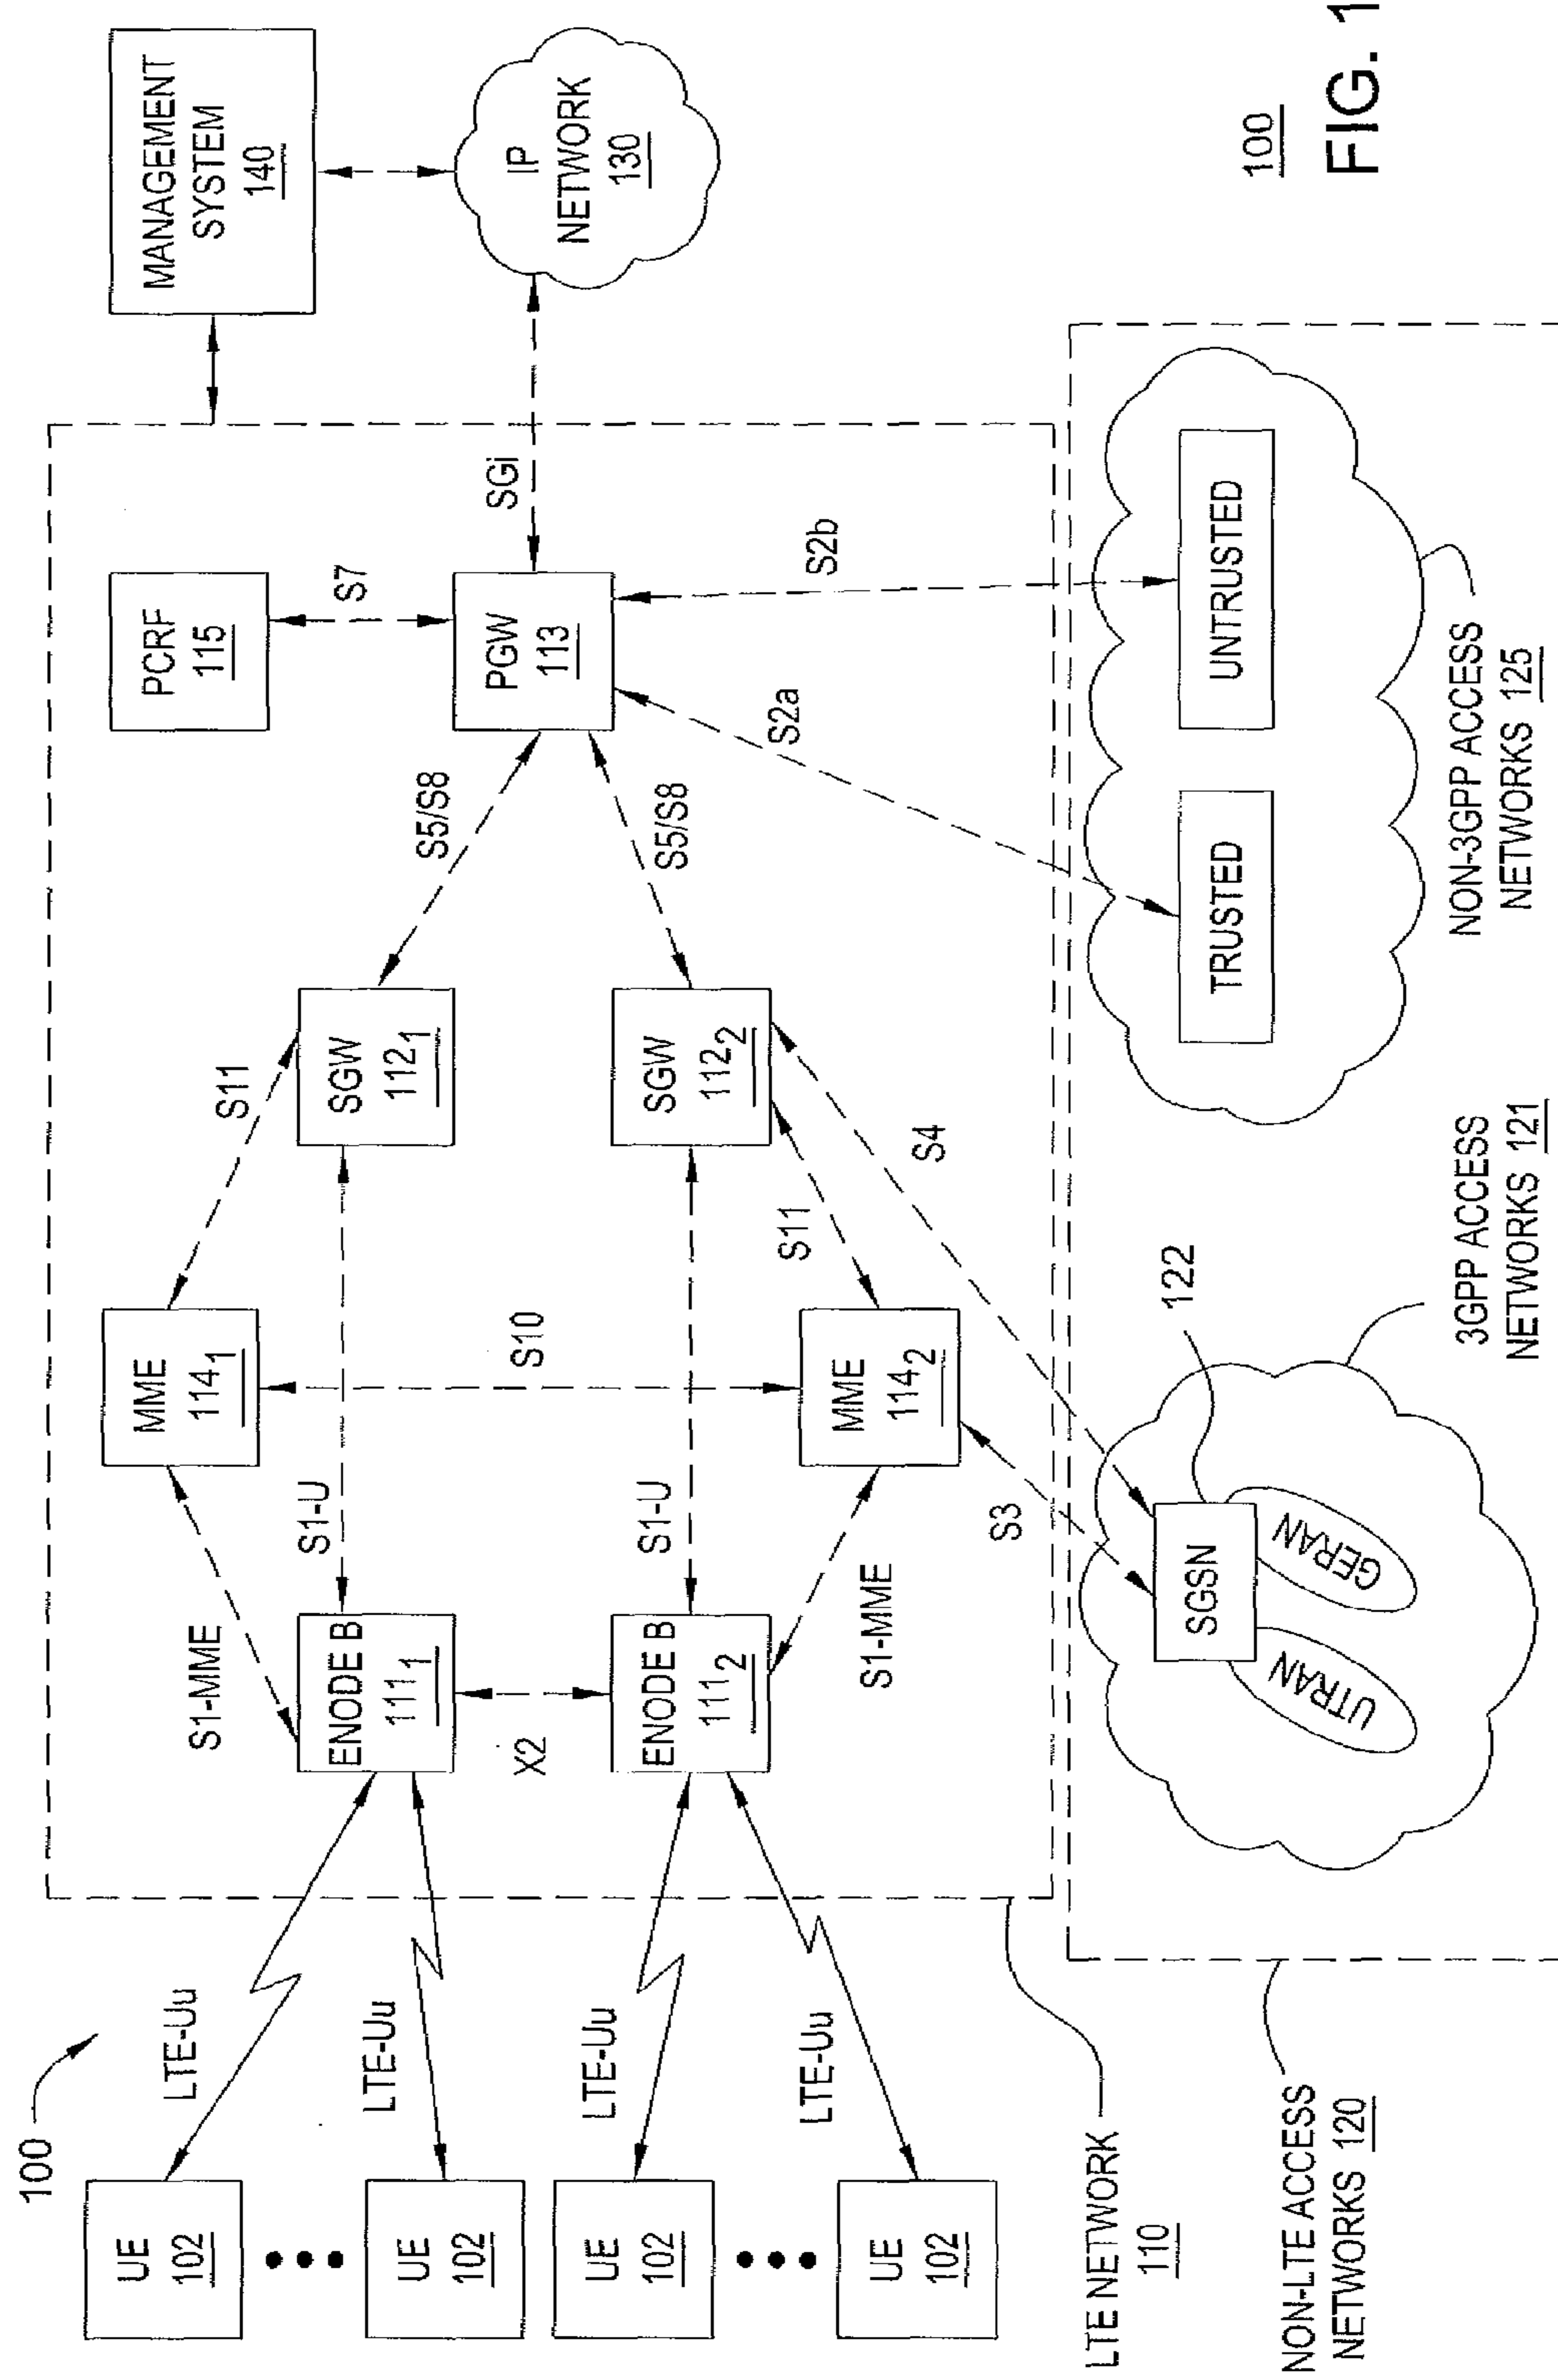 100
UE
102
UE
102
UE
102
UE
102
LTE-Uu
LTE-Uu
LTE-Uu
LTE-Uu
LTE NETWORK
110
S1-MME
ENODE B
111₁
X2
ENODE B
111₂
S1-MME
S1-U
S1-U
MME
114₁
S10
MME
114₂
S3
S11
S11
S4
SGW
112₁
SGW
112₂
S5/S8
S5/S8
PCRF
115
S7
PGW
113
S2a
S2b
SGi
MANAGEMENT
SYSTEM
140
IP
NETWORK
130
NON-LTE ACCESS
NETWORKS 120
SGSN
122
UTRAN
GERAN
3GPP ACCESS
NETWORKS 121
TRUSTED
UNTRUSTED
NON-3GPP ACCESS
NETWORKS 125
100
FIG. 1